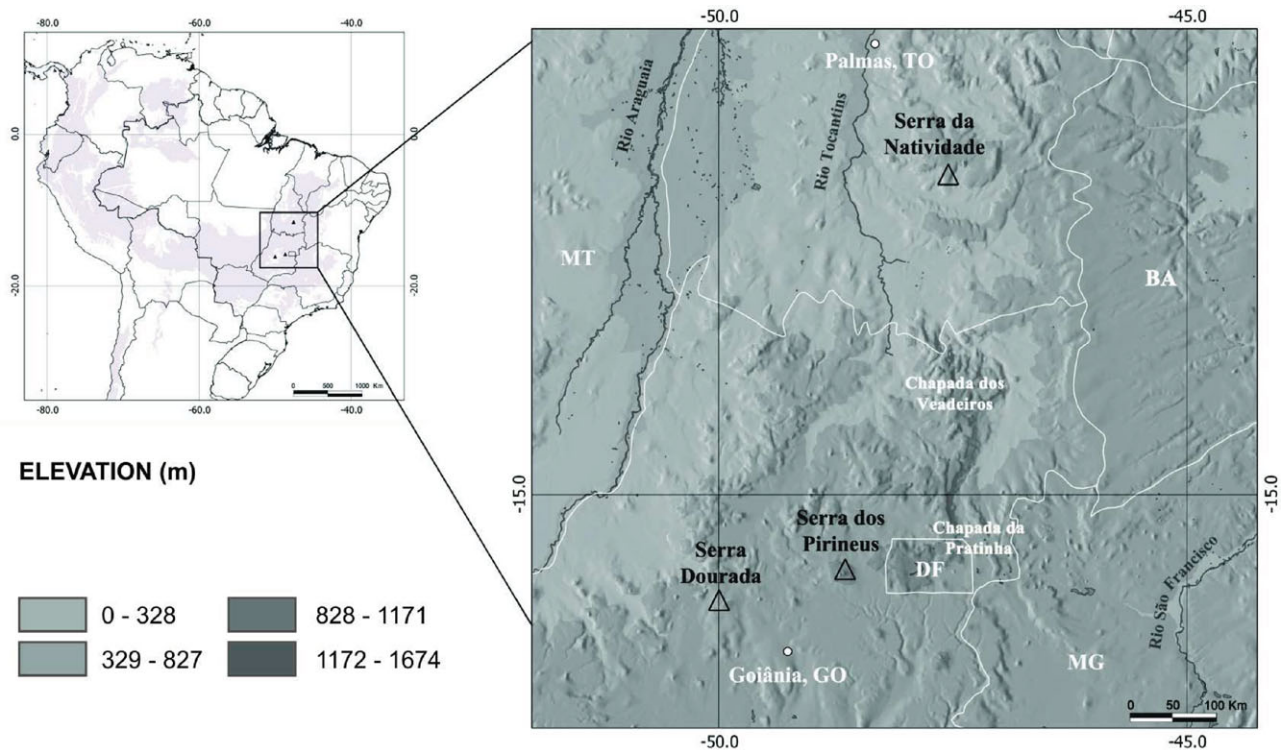 -80.0
-60.0
-40.0
0.0
0.0
-20.0
-20.0
0 500 1000 Km
-80.0
-60.0
-40.0
ELEVATION (m)
0 - 328
329 - 827
828 - 1171
1172 - 1674
-50.0
-45.0
Palmas, TO
Rio Araguaia
Rio Tocantins
Serra da
Natividade
MT
BA
Chapada dos
Veadeiros
-15.0
-15.0
Serra dos
Pirineus
Chapada da
Pratinha
Serra
Dourada
DF
Rio São Francisco
Goiânia, GO
MG
0 50 100 Km
-50.0
-45.0